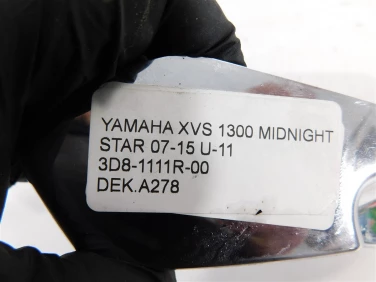 YAMAHA XVS 1300 MIDNIGHT
STAR 07-15 U-11
3D8-1111R-00
DEK.A278